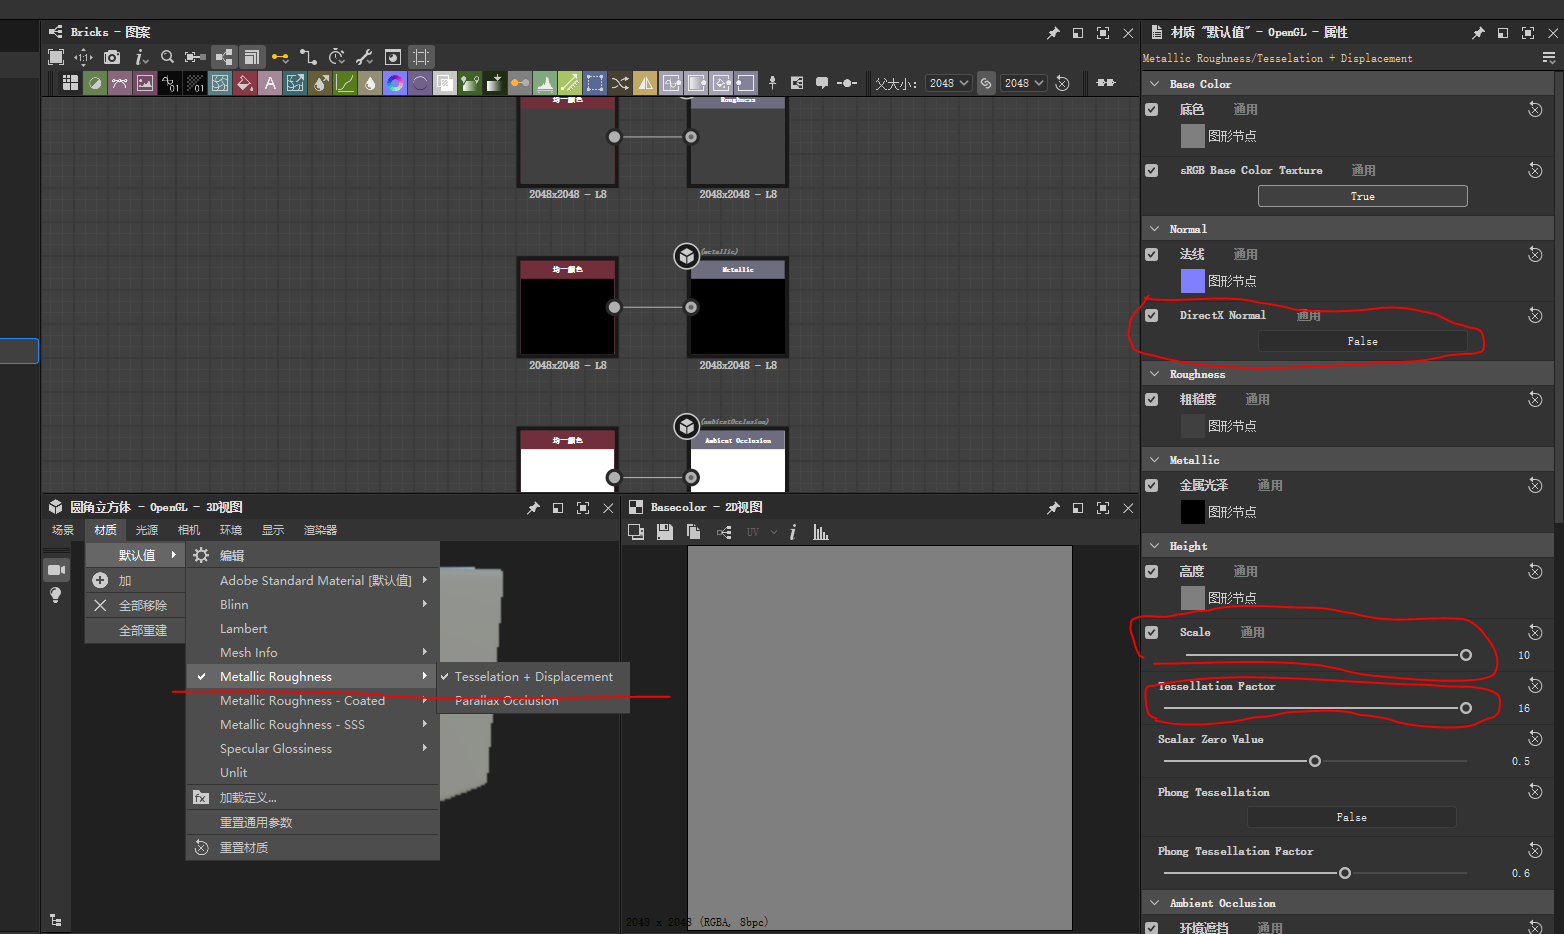 Bricks - 图案
父大小:
2048
2048
均一颜色
Roughness
2048x2048 - L8
2048x2048 - L8
(metallic)
均一颜色
Metallic
2048x2048 - L8
2048x2048 - L8
(ambientOcclusion)
均一颜色
Ambient Occlusion
圆角立方体 - OpenGL - 3D视图
场景 材质 光源 相机 环境 显示 渲染器
默认值
加
全部移除
全部重建
编辑
Adobe Standard Material [默认值]
Blinn
Lambert
Mesh Info
Metallic Roughness
Metallic Roughness - Coated
Metallic Roughness - SSS
Specular Glossiness
Unlit
加载定义...
重置通用参数
重置材质
Tesselation + Displacement
Parallax Occlusion
Basecolor - 2D视图
UV
2048 x 2048 (RGBA, 8bpc)
材质 "默认值" - OpenGL - 属性
Metallic Roughness/Tesselation + Displacement
Base Color
底色 通用
图形节点
sRGB Base Color Texture 通用
True
Normal
法线 通用
图形节点
DirectX Normal 通用
False
Roughness
粗糙度 通用
图形节点
Metallic
金属光泽 通用
图形节点
Height
高度 通用
图形节点
Scale 通用
10
Tessellation Factor
16
Scalar Zero Value
0.5
Phong Tessellation
False
Phong Tessellation Factor
0.6
Ambient Occlusion
环境遮挡 通用